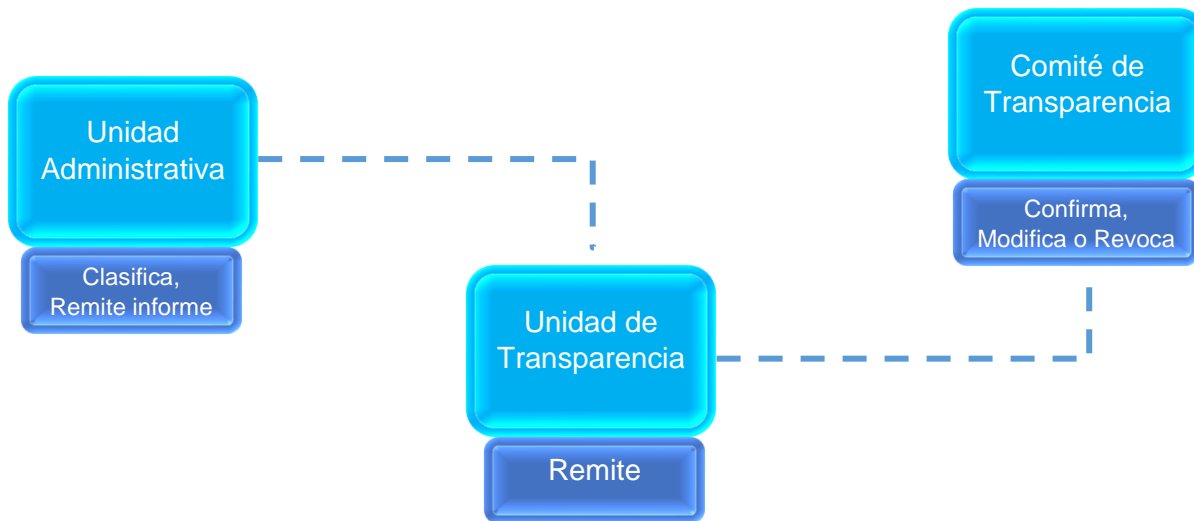 Unidad
Administrativa
Clasifica,
Remite informe
Unidad de
Transparencia
Remite
Comité de
Transparencia
Confirma,
Modifica o Revoca